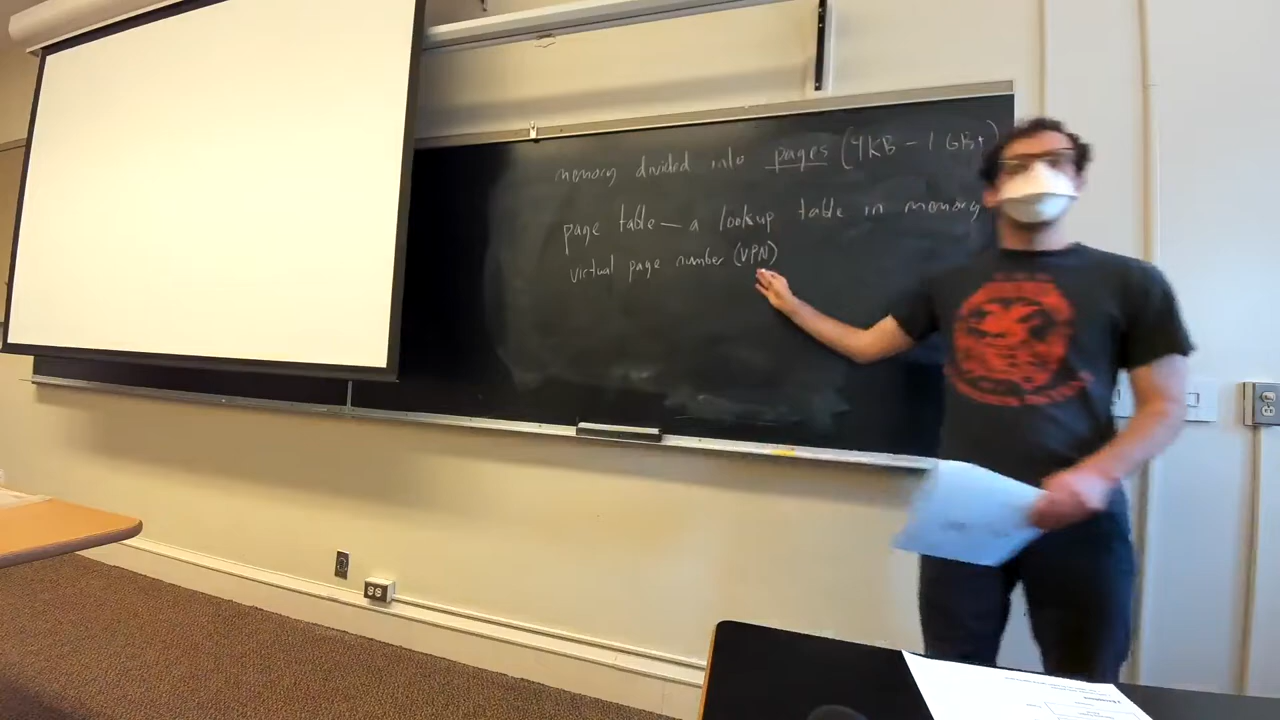 memory divided into pages (4KB - 1 GB+)
page table — a lookup table in memory
virtual page number (VPN)